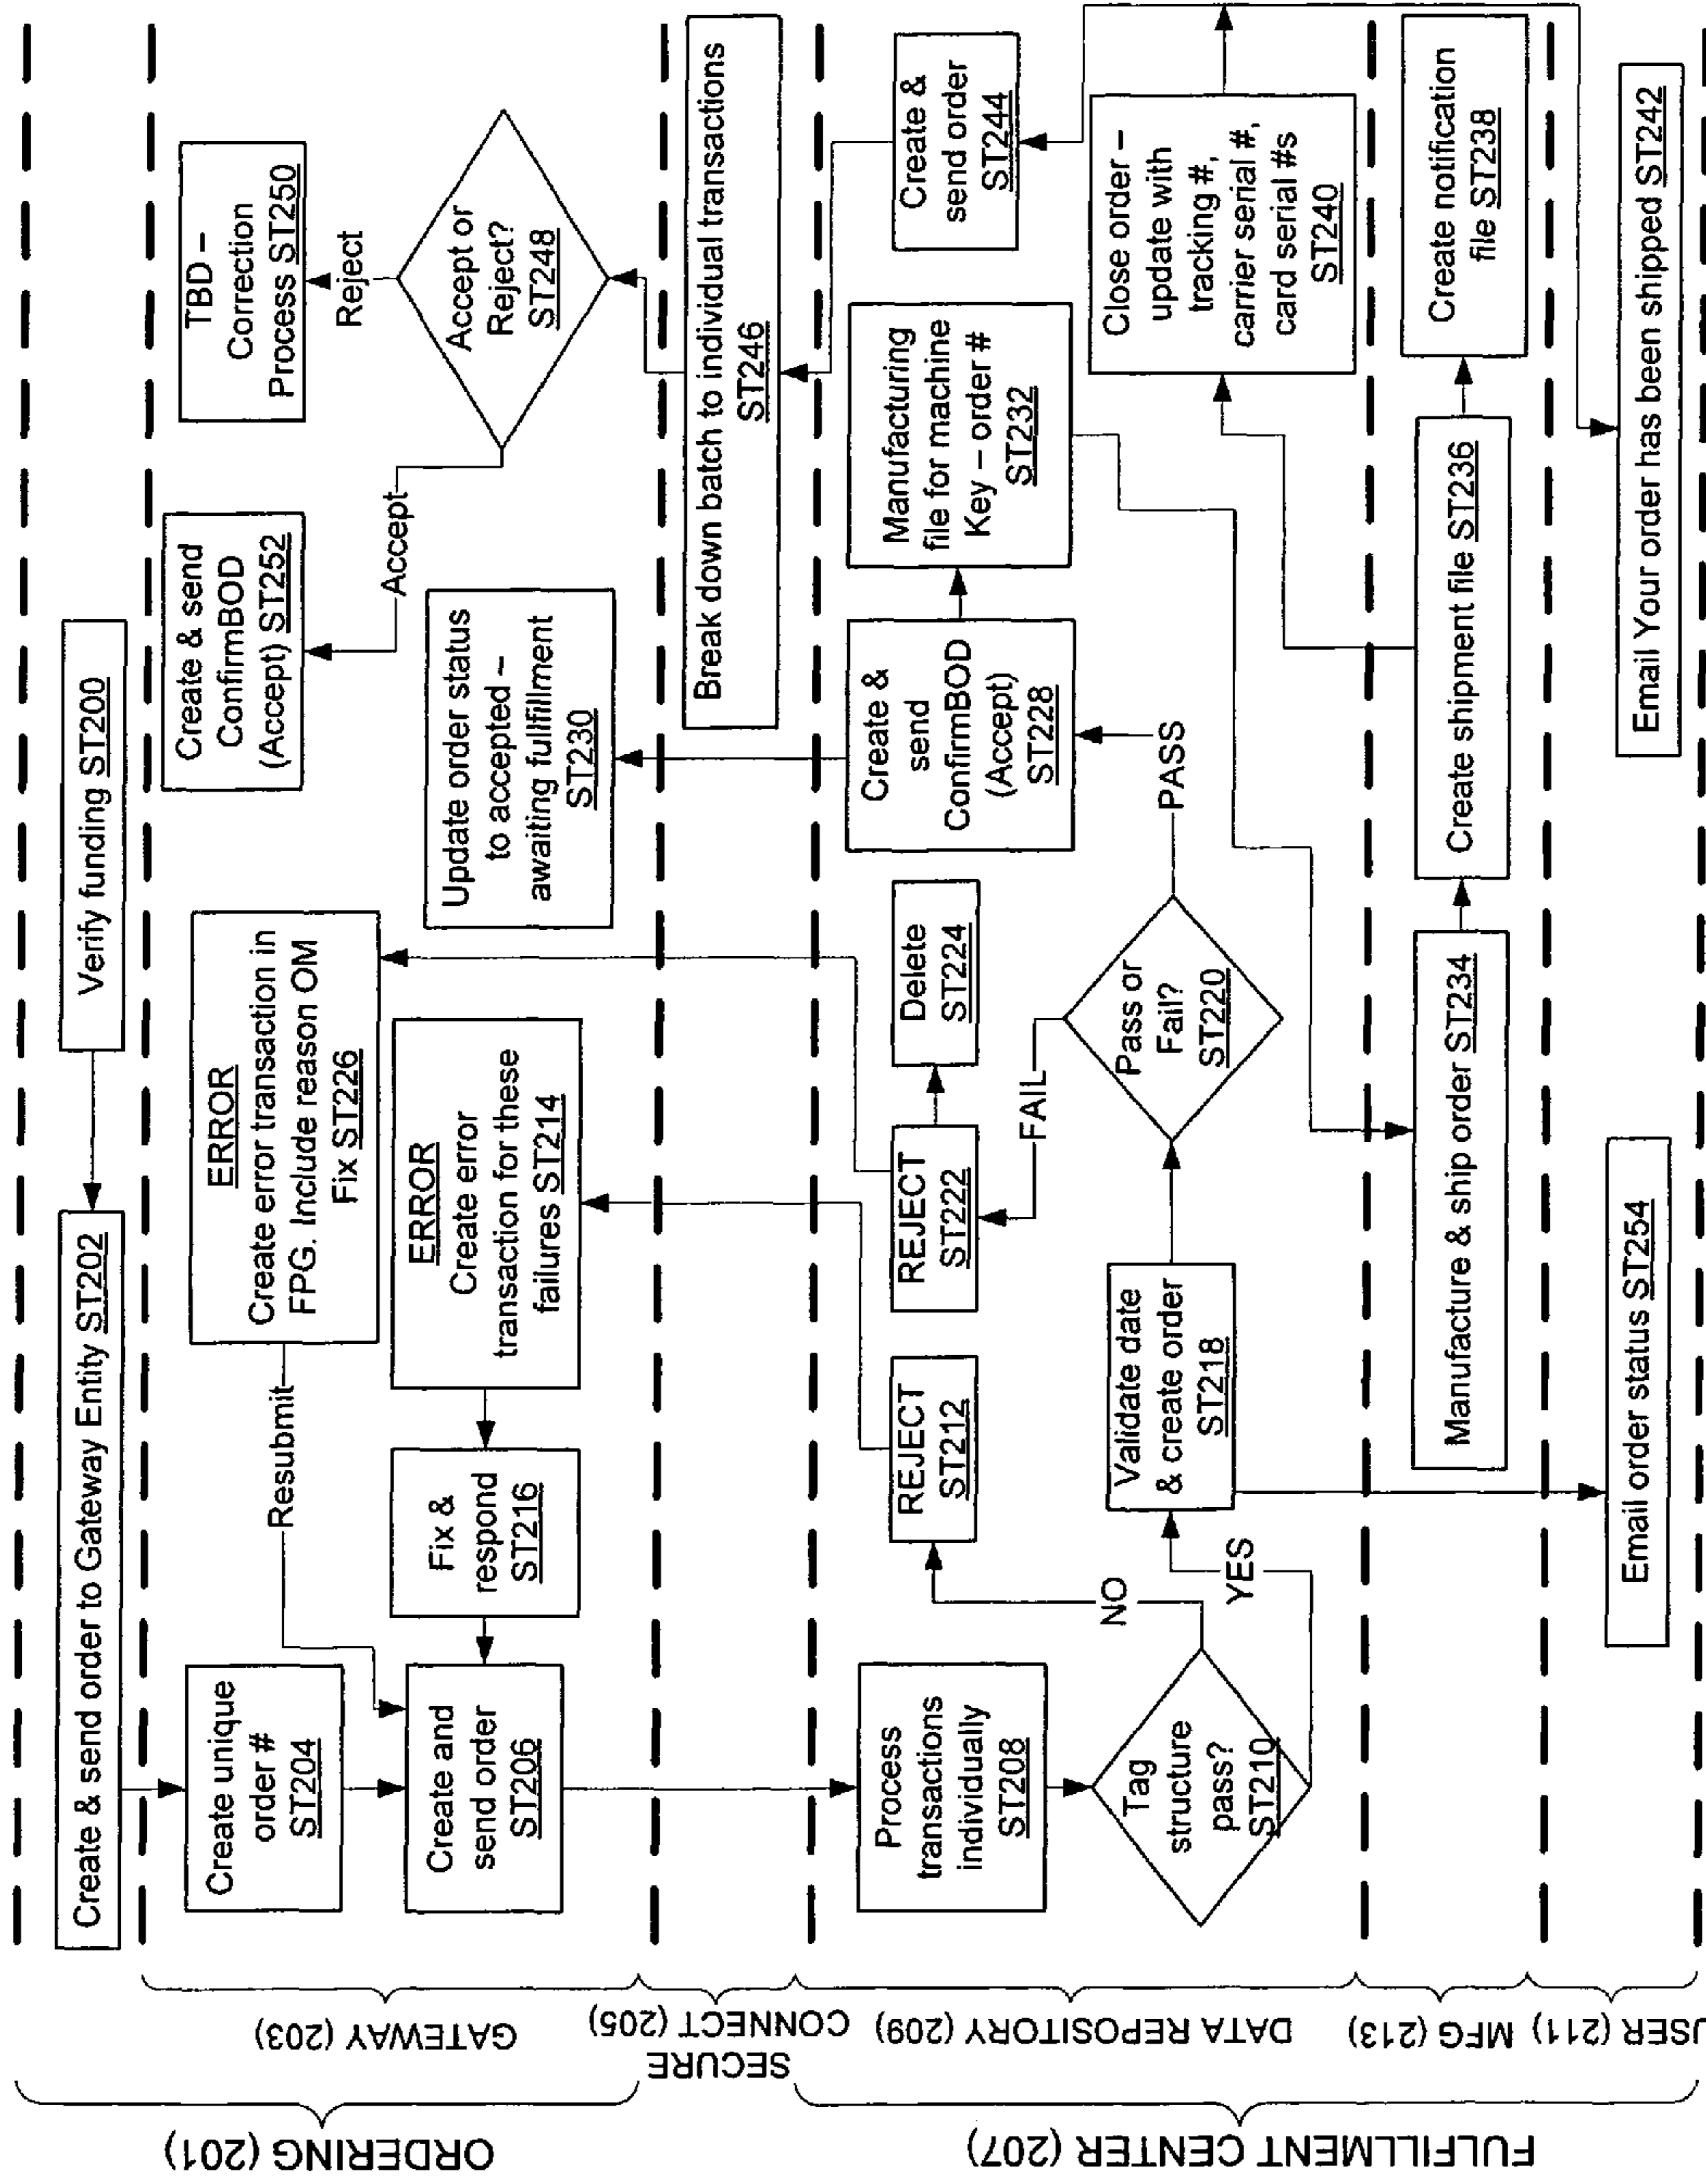 ORDERING (201)
GATEWAY (203)
SECURE
CONNECT (205)
FULFILLMENT CENTER (207)
DATA REPOSITORY (209)
MFG (213)
USER (211)
Create & send order to Gateway Entity ST202
Verify funding ST200
Create unique
order #
ST204
Create and
send order
ST206
Resubmit
Fix &
respond
ST216
ERROR
Create error transaction in
FPG. Include reason OM
Fix ST226
ERROR
Create error
transaction for these
failures ST214
Update order status
to accepted –
awaiting fullfillment
ST230
Create & send
ConfirmBOD
(Accept) ST252
Accept
TBD –
Correction
Process ST250
Reject
Accept or
Reject?
ST248
Break down batch to individual transactions
ST246
Process
transactions
individually
ST208
Tag
structure
pass?
ST210
NO
YES
REJECT
ST212
Validate date
& create order
ST218
REJECT
ST222
Delete
ST224
FAIL
Pass or
Fail?
ST220
PASS
Create &
send
ConfirmBOD
(Accept)
ST228
Manufacturing
file for machine
Key – order #
ST232
Create &
send order
ST244
Close order –
update with
tracking #,
carrier serial #,
card serial #s
ST240
Manufacture & ship order ST234
Create shipment file ST236
Create notification
file ST238
Email order status ST254
Email Your order has been shipped ST242